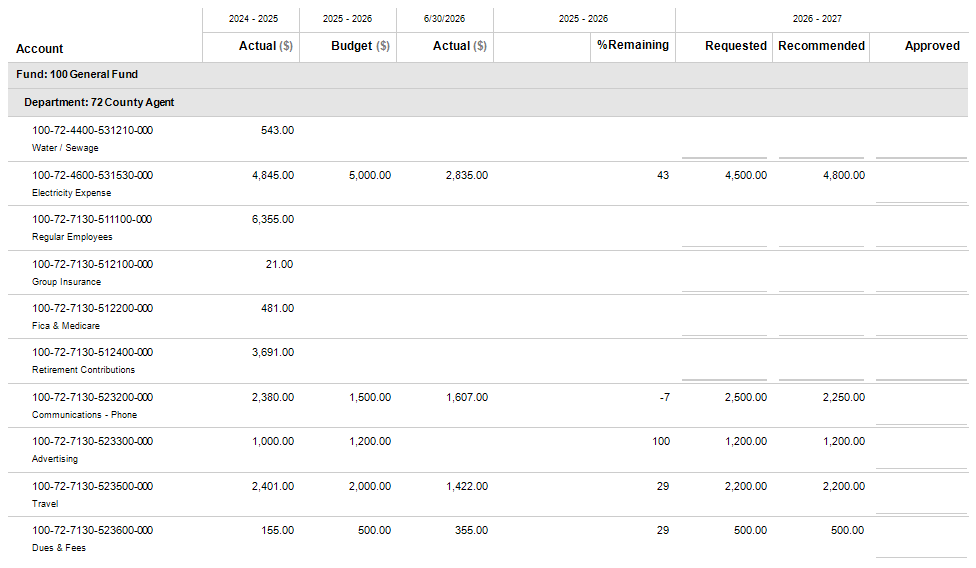 2024 - 2025 2025 - 2026 6/30/2026 2025 - 2026 2026 - 2027
Account Actual ($) Budget ($) Actual ($) %Remaining Requested Recommended Approved
Fund: 100 General Fund
Department: 72 County Agent
100-72-4400-531210-000 543.00
Water / Sewage
100-72-4600-531530-000 4,845.00 5,000.00 2,835.00 43 4,500.00 4,800.00
Electricity Expense
100-72-7130-511100-000 6,355.00
Regular Employees
100-72-7130-512100-000 21.00
Group Insurance
100-72-7130-512200-000 481.00
Fica & Medicare
100-72-7130-512400-000 3,691.00
Retirement Contributions
100-72-7130-523200-000 2,380.00 1,500.00 1,607.00 -7 2,500.00 2,250.00
Communications - Phone
100-72-7130-523300-000 1,000.00 1,200.00 100 1,200.00 1,200.00
Advertising
100-72-7130-523500-000 2,401.00 2,000.00 1,422.00 29 2,200.00 2,200.00
Travel
100-72-7130-523600-000 155.00 500.00 355.00 29 500.00 500.00
Dues & Fees